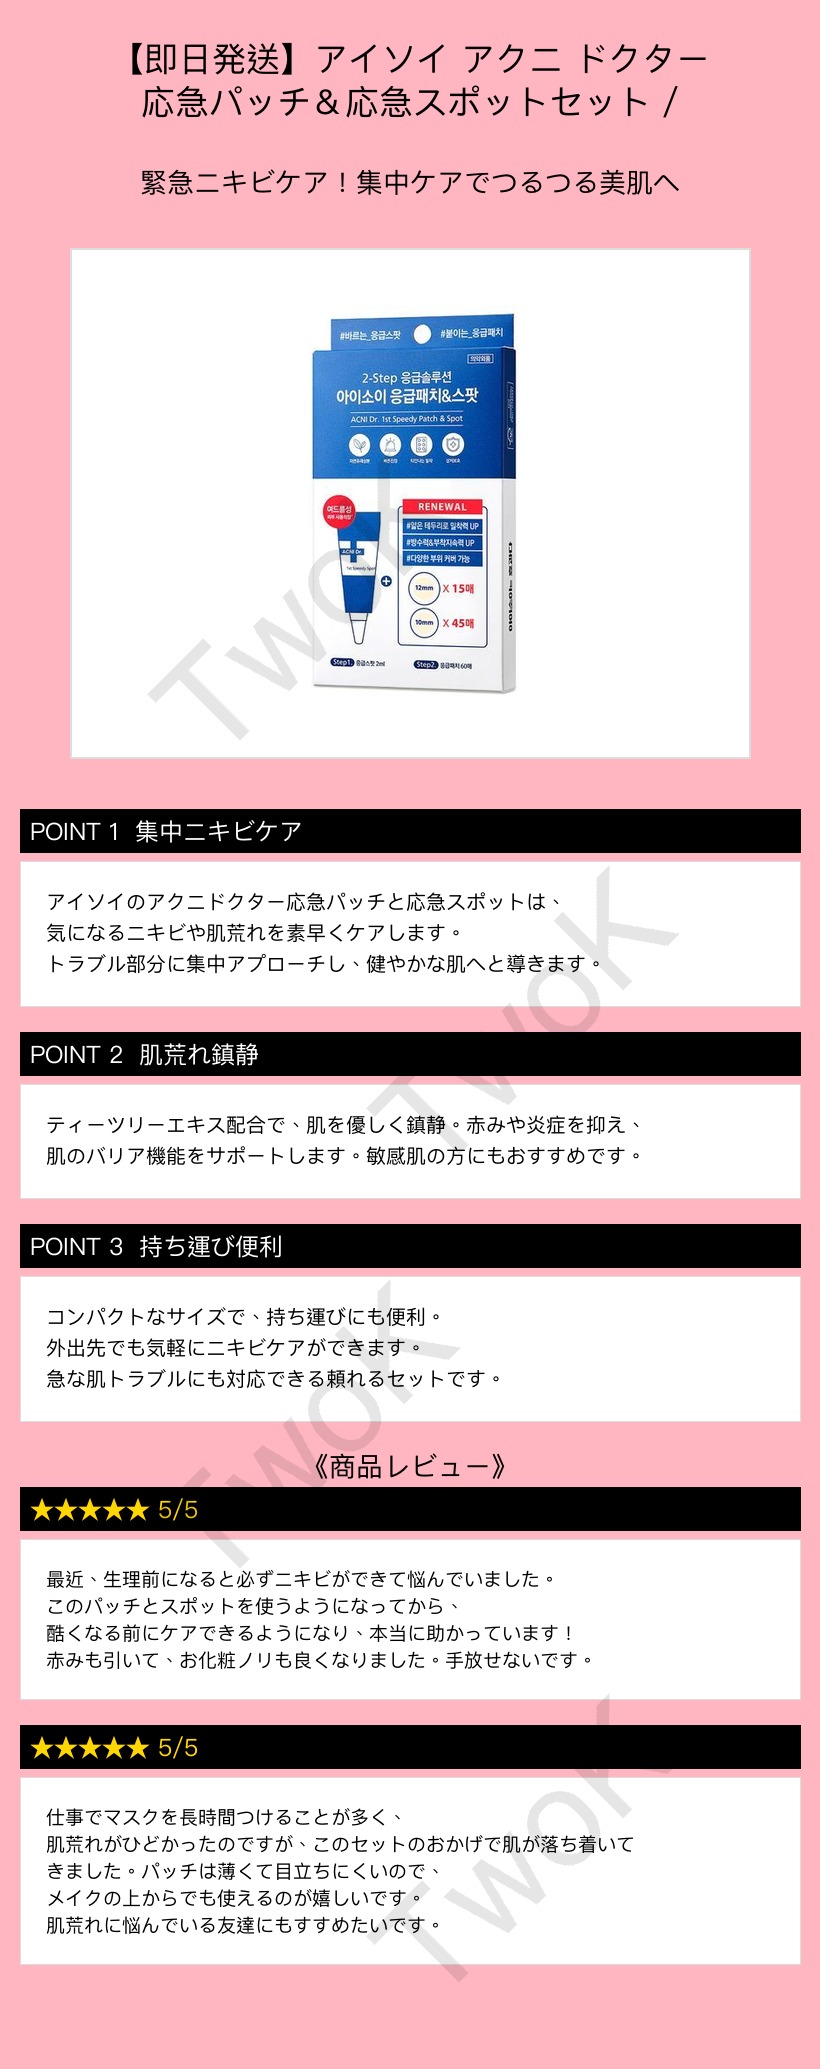 【即日発送】アイソイ アクニ ドクター
応急パッチ＆応急スポットセット /
緊急ニキビケア！集中ケアでつるつる美肌へ
#바르는_응급스팟 #붙이는_응급패치
의약외품
2-Step 응급솔루션
아이소이 응급패치&스팟
ACNI Dr. 1st Speedy Patch & Spot
여드름성
RENEWAL
#얇은 테두리로 밀착력 UP
#방수력&부착지속력 UP
#다양한 부위 커버 가능
ACNI Dr.
1st Speedy Spot
12mm X 15매
10mm X 45매
Step1. 응급스팟 2ml
Step2. 응급패치 60매
TwoK
POINT 1 集中ニキビケア
アイソイのアクニドクター応急パッチと応急スポットは、
気になるニキビや肌荒れを素早くケアします。
トラブル部分に集中アプローチし、健やかな肌へと導きます。
TwoK
POINT 2 肌荒れ鎮静
ティーツリーエキス配合で、肌を優しく鎮静。赤みや炎症を抑え、
肌のバリア機能をサポートします。敏感肌の方にもおすすめです。
POINT 3 持ち運び便利
コンパクトなサイズで、持ち運びにも便利。
外出先でも気軽にニキビケアができます。
急な肌トラブルにも対応できる頼れるセットです。
TwoK
《商品レビュー》
★★★★★ 5/5
最近、生理前になると必ずニキビができて悩んでいました。
このパッチとスポットを使うようになってから、
酷くなる前にケアできるようになり、本当に助かっています！
赤みも引いて、お化粧ノリも良くなりました。手放せないです。
★★★★★ 5/5
仕事でマスクを長時間つけることが多く、
肌荒れがひどかったのですが、このセットのおかげで肌が落ち着いて
きました。パッチは薄くて目立ちにくいので、
メイクの上からでも使えるのが嬉しいです。
肌荒れに悩んでいる友達にもすすめたいです。
TwoK